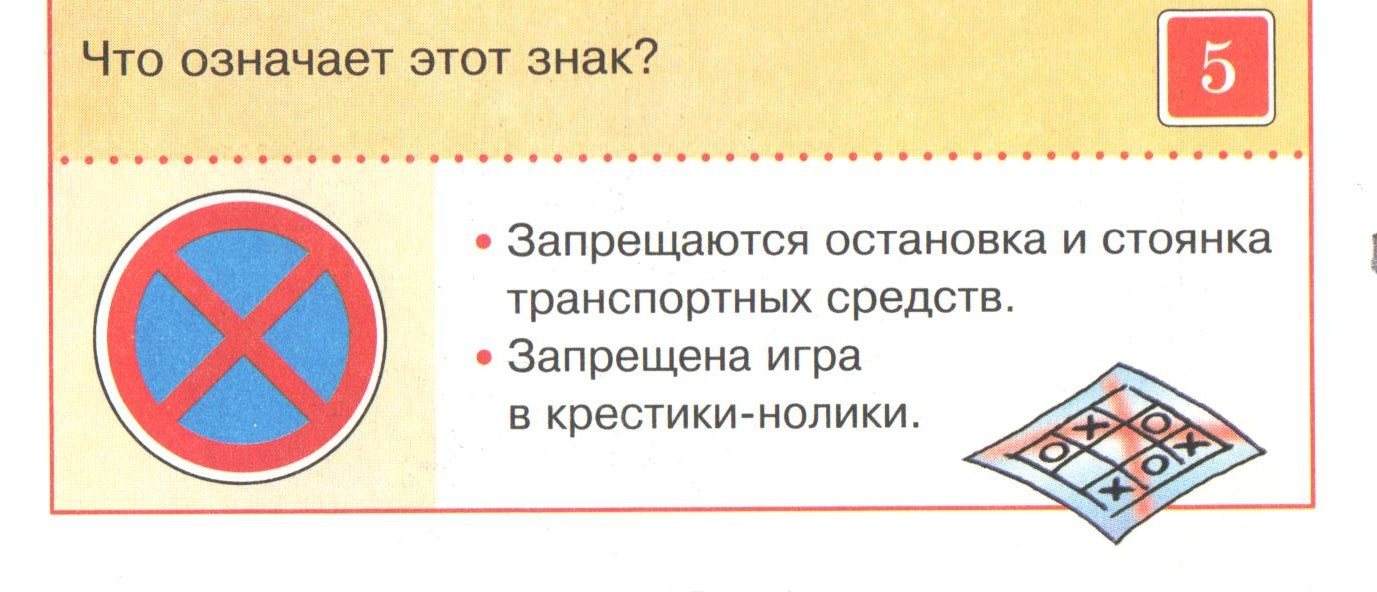 Что означает этот знак?
5
• Запрещаются остановка и стоянка
транспортных средств.
• Запрещена игра
в крестики-нолики.
X O
O X
X O